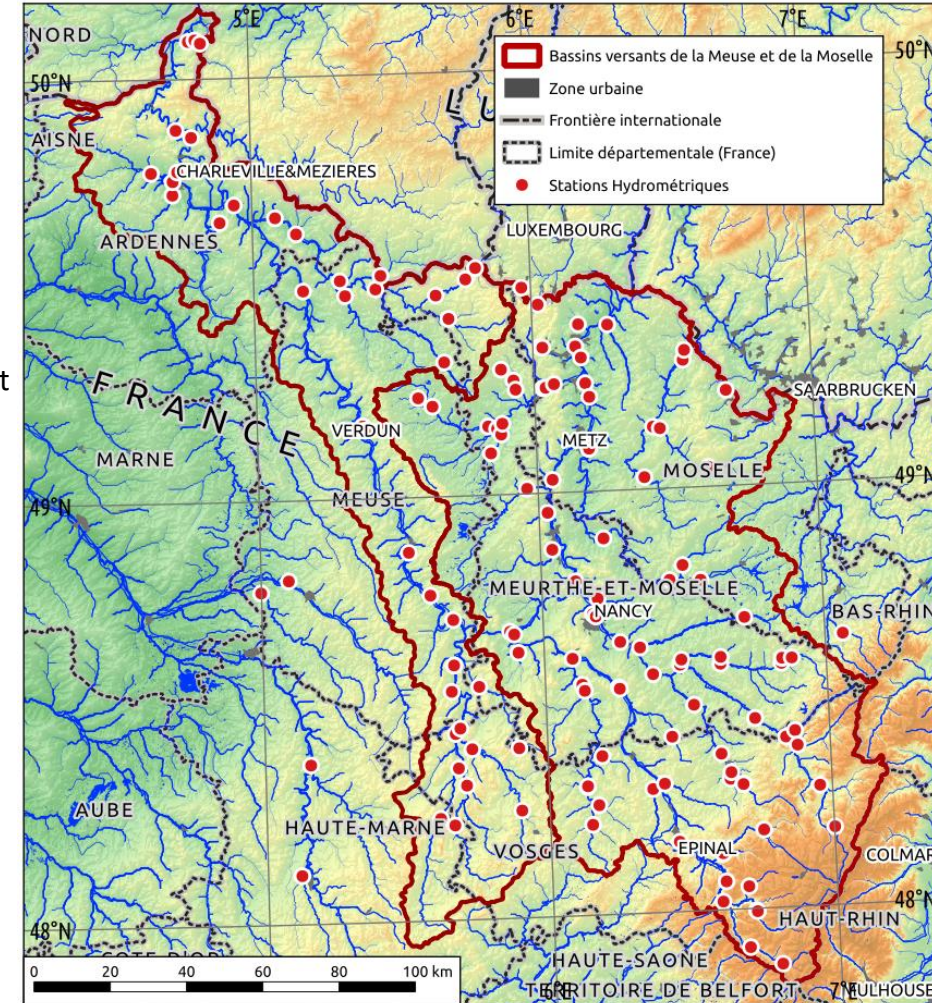 5°E
6°E
7°E
NORD
50°N
50°N
Bassins versants de la Meuse et de la Moselle
Zone urbaine
Frontière internationale
Limite départementale (France)
Stations Hydrométriques
L U
AISNE
CHARLEVILLE&MEZIERES
LUXEMBOURG
ARDENNES
t
FRANCE
SAARBRUCKEN
VERDUN
METZ
MARNE
MOSELLE
49°N
MEUSE
49°N
MEURTHE-ET-MOSELLE
NANCY
BAS-RHIN
AUBE
HAUTE-MARNE
VOSGES
EPINAL
COLMAR
48°N
HAUT-RHIN
48°N
COTE-D'OR
HAUTE-SAONE
0 20 40 60 80 100 km
6°E
TERRITOIRE DE BELFORT
7°E
MULHOUSE